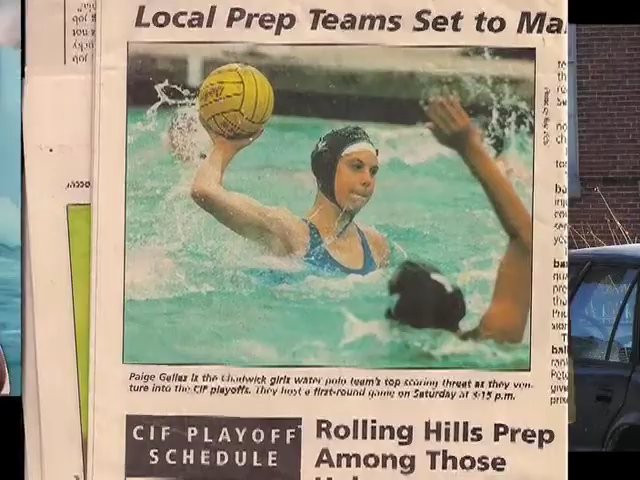 Local Prep Teams Set to Ma
Paige Gelles is the Chadwick girls water polo team's top scoring threat as they ven-
ture into the CIF playoffs. They host a first-round game on Saturday at 3:15 p.m.
CIF PLAYOFF
SCHEDULE
Rolling Hills Prep
Among Those